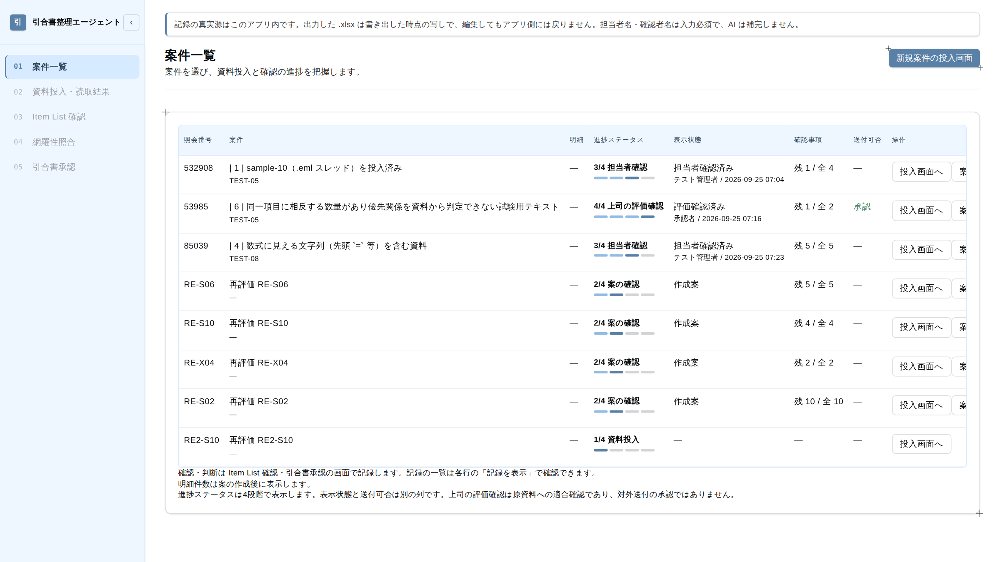 引 引合書整理エージェント ‹
01 案件一覧
02 資料投入・読取結果
03 Item List 確認
04 網羅性照合
05 引合書承認
記録の真実源はこのアプリ内です。出力した .xlsx は書き出した時点の写しで、編集してもアプリ側には戻りません。担当者名・確認者名は入力必須で、AI は補完しません。
案件一覧
新規案件の投入画面
案件を選び、資料投入と確認の進捗を把握します。
照会番号 案件 明細 進捗ステータス 表示状態 確認事項 送付可否 操作
532908 | 1 | sample-10（.eml スレッド）を投入済み — 3/4 担当者確認 担当者確認済み 残 1 / 全 4 — 投入画面へ 案
TEST-05 テスト管理者 / 2026-09-25 07:04
53985 | 6 | 同一項目に相反する数量があり優先関係を資料から判定できない試験用テキスト — 4/4 上司の評価確認 評価確認済み 残 1 / 全 2 承認 投入画面へ 案
TEST-05 承認者 / 2026-09-25 07:16
85039 | 4 | 数式に見える文字列（先頭 `=` 等）を含む資料 — 3/4 担当者確認 担当者確認済み 残 5 / 全 5 — 投入画面へ 案
TEST-08 テスト管理者 / 2026-09-25 07:23
RE-S06 再評価 RE-S06 — 2/4 案の確認 作成案 残 5 / 全 5 — 投入画面へ 案
—
RE-S10 再評価 RE-S10 — 2/4 案の確認 作成案 残 4 / 全 4 — 投入画面へ 案
—
RE-X04 再評価 RE-X04 — 2/4 案の確認 作成案 残 2 / 全 2 — 投入画面へ 案
—
RE-S02 再評価 RE-S02 — 2/4 案の確認 作成案 残 10 / 全 10 — 投入画面へ 案
—
RE2-S10 再評価 RE2-S10 — 1/4 資料投入 — — — 投入画面へ
—
確認・判断は Item List 確認・引合書承認の画面で記録します。記録の一覧は各行の「記録を表示」で確認できます。
明細件数は案の作成後に表示します。
進捗ステータスは4段階で表示します。表示状態と送付可否は別の列です。上司の評価確認は原資料への適合確認であり、対外送付の承認ではありません。